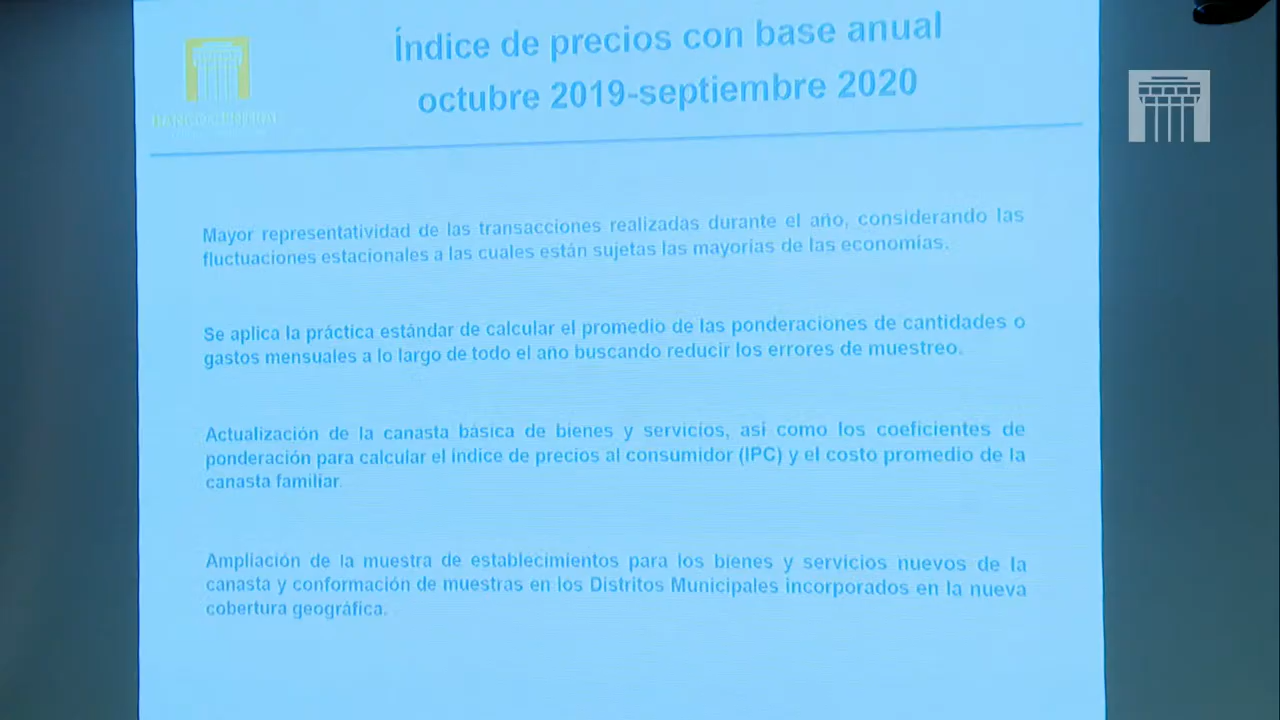 Índice de precios con base anual
octubre 2019-septiembre 2020
Mayor representatividad de las transacciones realizadas durante el año, considerando las
fluctuaciones estacionales a las cuales están sujetas las mayorías de las economías.
Se aplica la práctica estándar de calcular el promedio de las ponderaciones de cantidades o
gastos mensuales a lo largo de todo el año buscando reducir los errores de muestreo.
Actualización de la canasta básica de bienes y servicios, así como los coeficientes de
ponderación para calcular el índice de precios al consumidor (IPC) y el costo promedio de la
canasta familiar.
Ampliación de la muestra de establecimientos para los bienes y servicios nuevos de la
canasta y conformación de muestras en los Distritos Municipales incorporados en la nueva
cobertura geográfica.